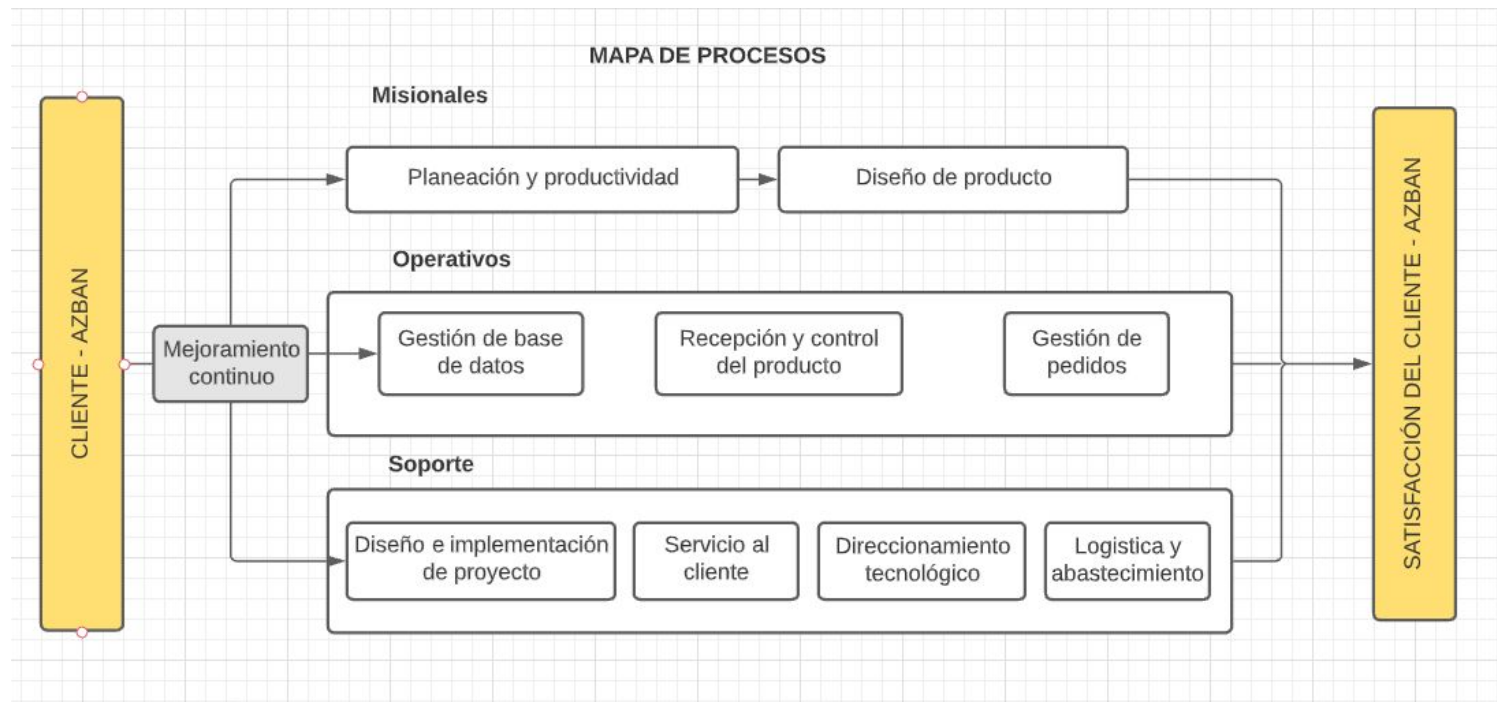 MAPA DE PROCESOS
Misionales
Planeación y productividad
Diseño de producto
Operativos
CLIENTE - AZBAN
Mejoramiento
continuo
Gestión de base
de datos
Recepción y control
del producto
Gestión de
pedidos
SATISFACCIÓN DEL CLIENTE - AZBAN
Soporte
Diseño e implementación
de proyecto
Servicio al
cliente
Direccionamiento
tecnológico
Logistica y
abastecimiento